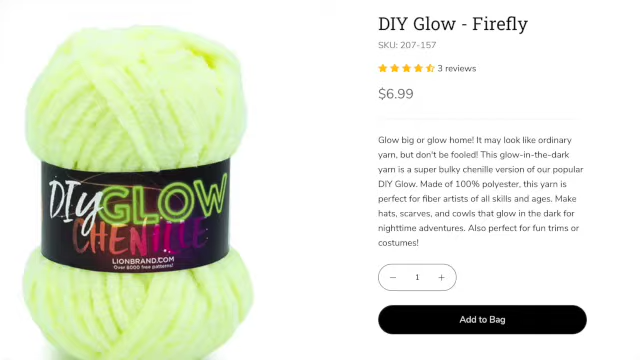 DIY Glow - Firefly
SKU: 207-157
3 reviews
$6.99
Glow big or glow home! It may look like ordinary
yarn, but don't be fooled! This glow-in-the-dark
yarn is a super bulky chenille version of our popular
DIY Glow. Made of 100% polyester, this yarn is
perfect for fiber artists of all skills and ages. Make
hats, scarves, and cowls that glow in the dark for
nighttime adventures. Also perfect for fun trims or
costumes!
− 1 +
Add to Bag
DIY GLOW
CHENILLE
LIONBRAND.COM
Over 8000 free patterns!